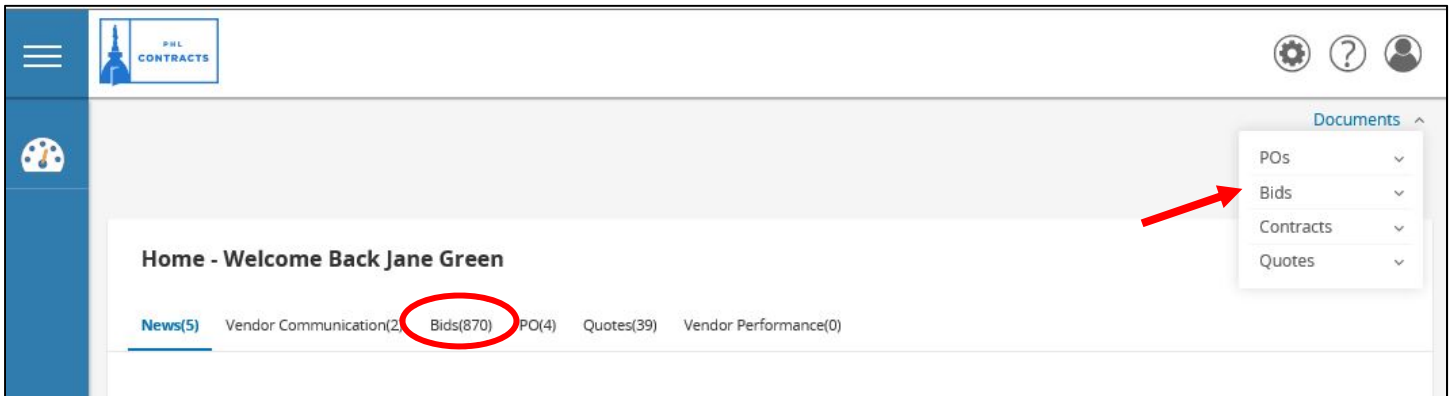 PHL
CONTRACTS
?
Documents
POs
Bids
Contracts
Quotes
Home - Welcome Back Jane Green
News(5) Vendor Communication(2) Bids(870) PO(4) Quotes(39) Vendor Performance(0)